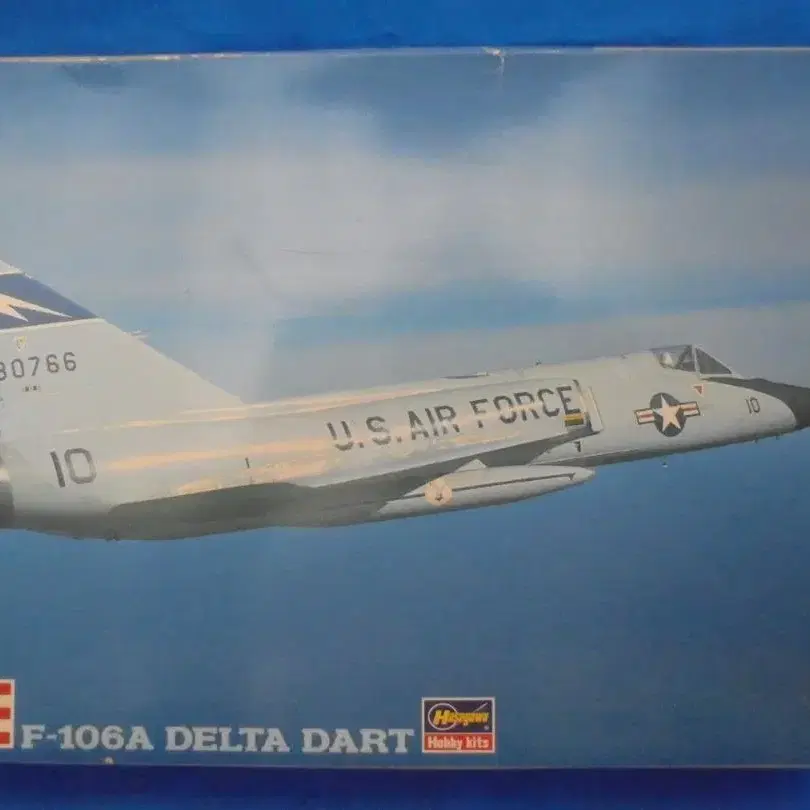 80766
10
U.S. AIR FORCE
10
F-106A DELTA DART
Hasegawa
Hobby kits